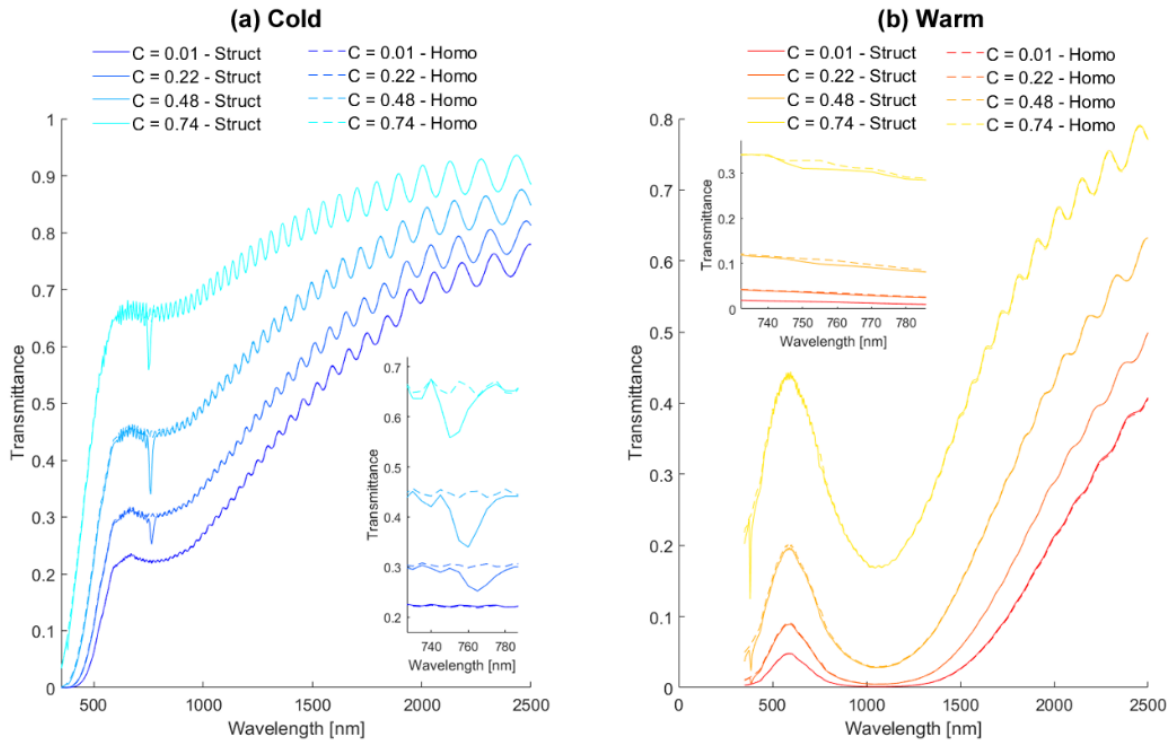 (a) Cold
C = 0.01 - Struct
C = 0.22 - Struct
C = 0.48 - Struct
C = 0.74 - Struct
C = 0.01 - Homo
C = 0.22 - Homo
C = 0.48 - Homo
C = 0.74 - Homo
1
0.9
0.8
0.7
0.6
0.5
0.4
0.3
0.2
0.1
0
Transmittance
500
1000
1500
2000
2500
Wavelength [nm]
0.7
0.6
0.5
0.4
0.3
0.2
Transmittance
740
760
780
Wavelength [nm]
(b) Warm
C = 0.01 - Struct
C = 0.22 - Struct
C = 0.48 - Struct
C = 0.74 - Struct
C = 0.01 - Homo
C = 0.22 - Homo
C = 0.48 - Homo
C = 0.74 - Homo
0.8
0.7
0.6
0.5
0.4
0.3
0.2
0.1
0
Transmittance
0
500
1000
1500
2000
2500
Wavelength [nm]
0.3
0.2
0.1
0
Transmittance
740
750
760
770
780
Wavelength [nm]